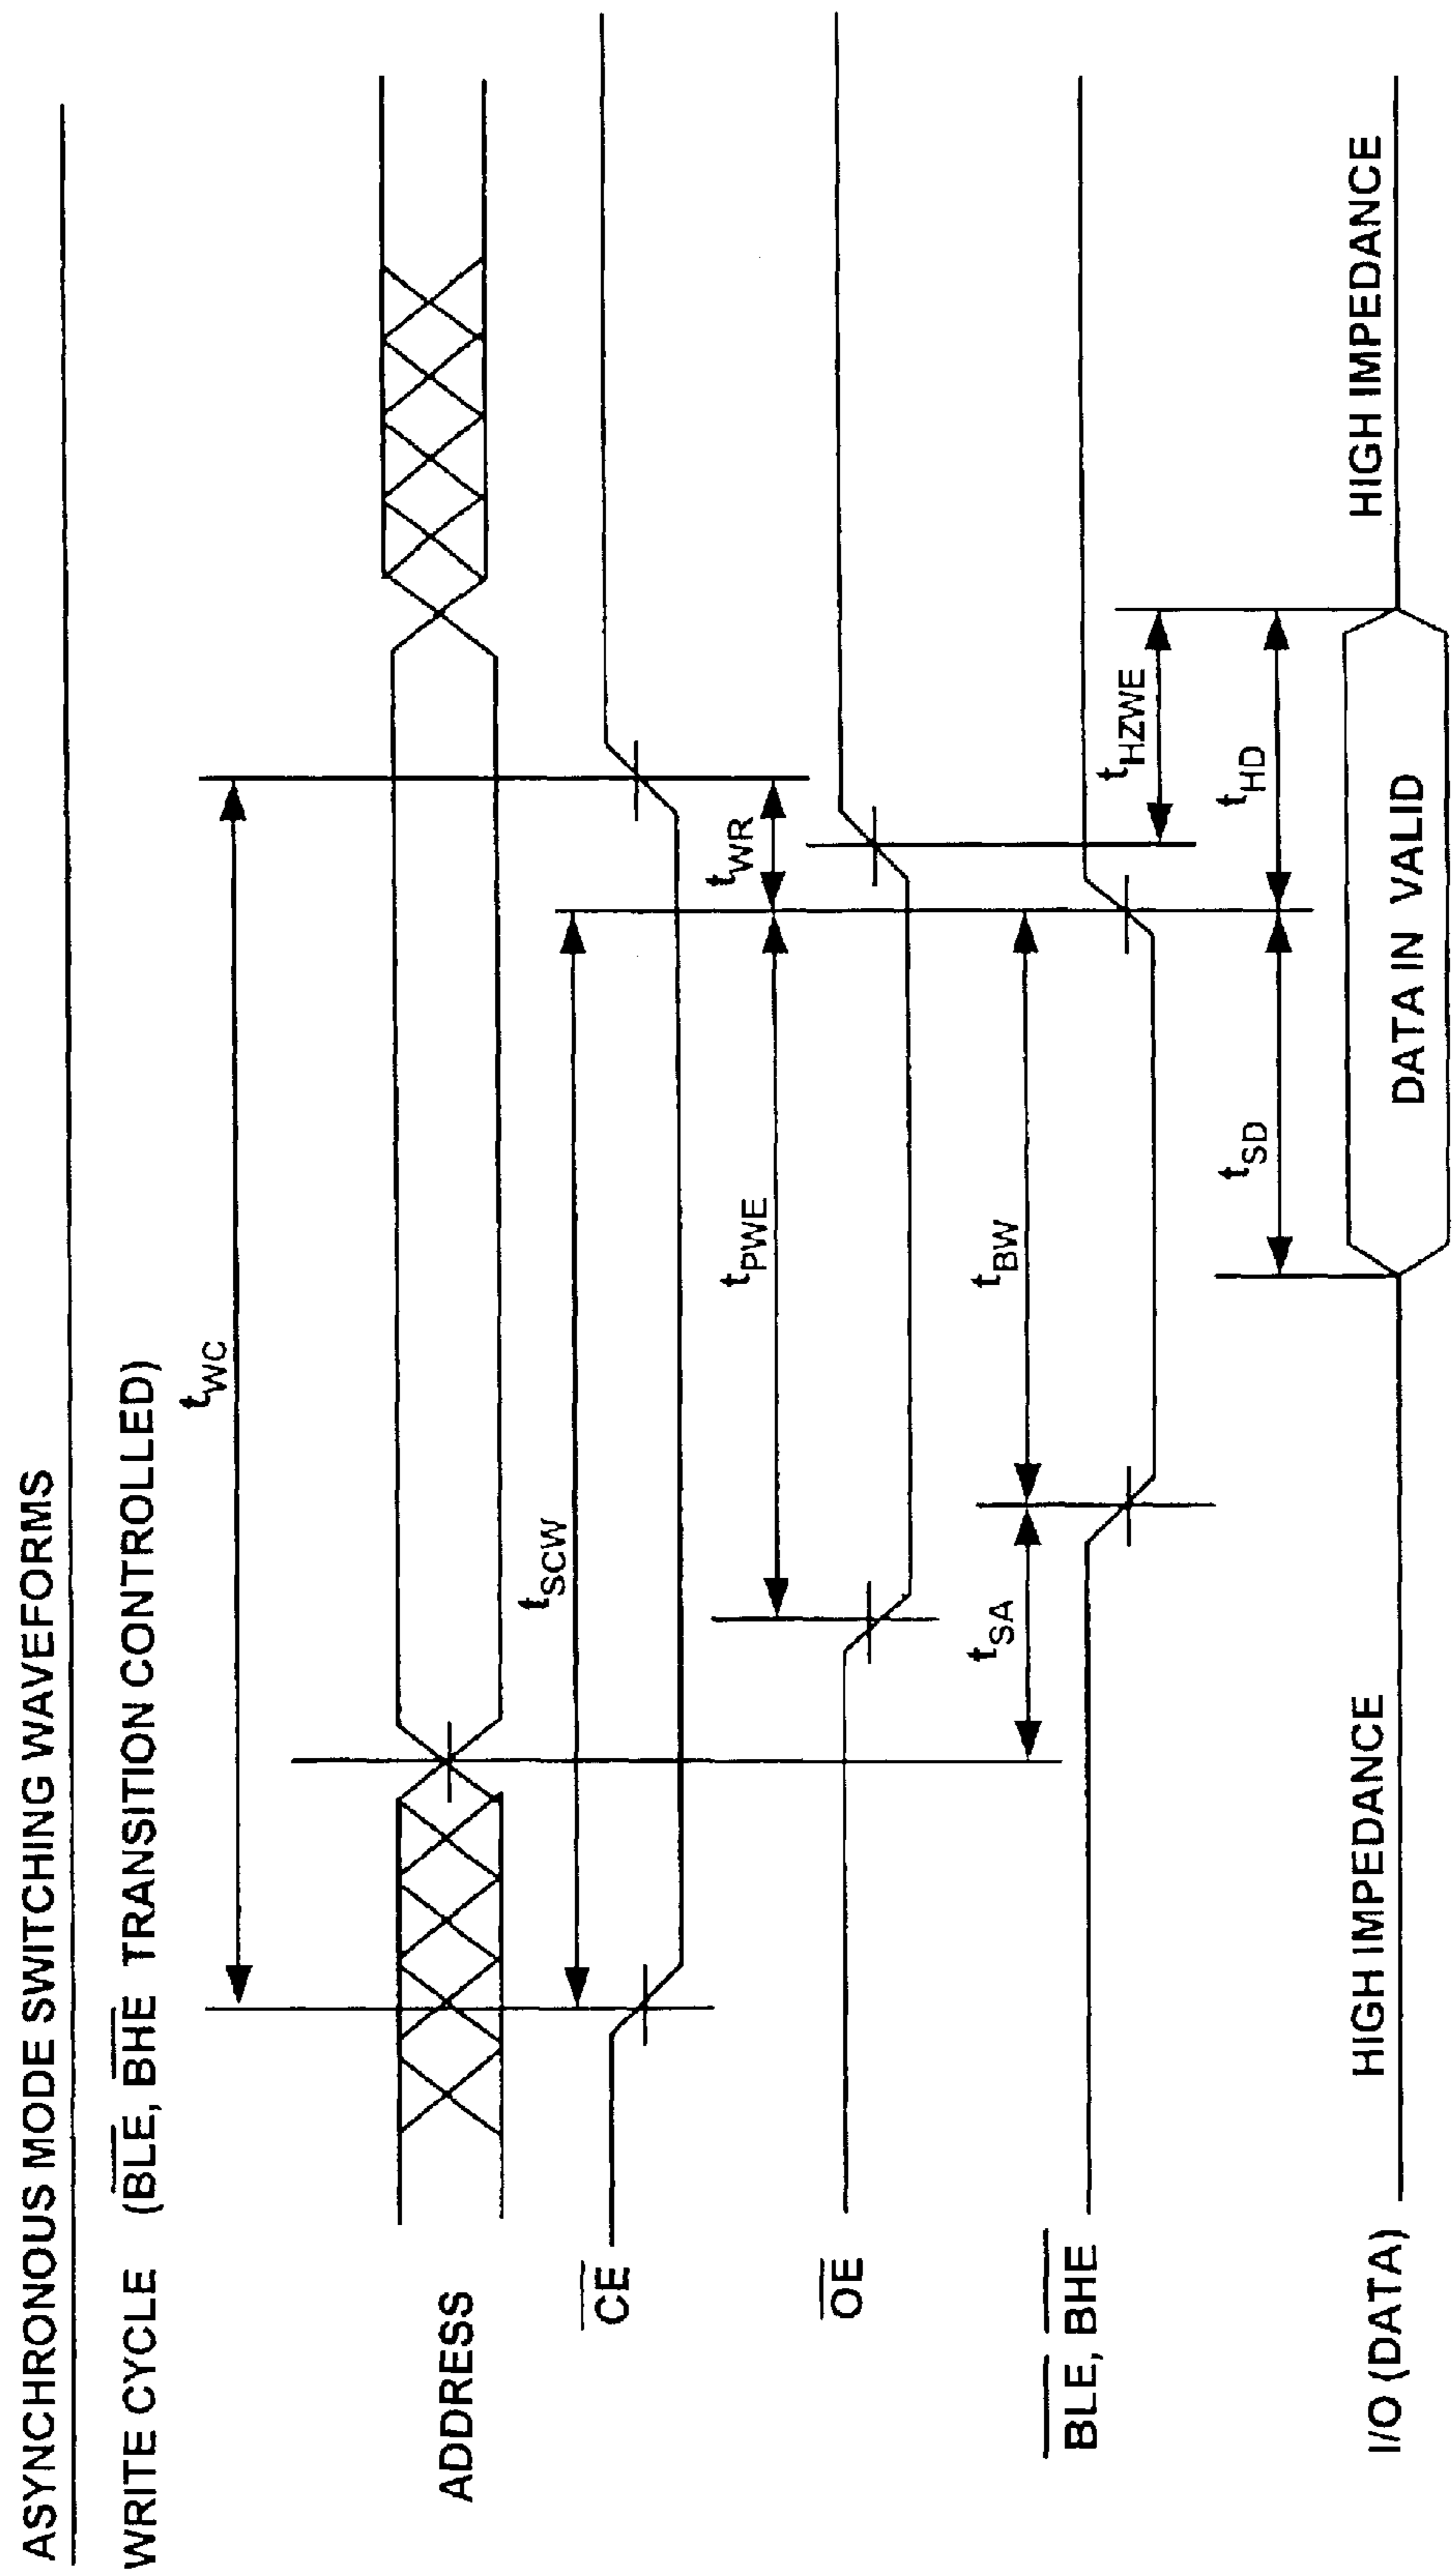 ASYNCHRONOUS MODE SWITCHING WAVEFORMS
WRITE CYCLE (BLE, BHE TRANSITION CONTROLLED)
tWC
ADDRESS
tSCW
CE
tPWE
tWR
OE
tSA
tBW
tHZWE
BLE, BHE
tSD
tHD
HIGH IMPEDANCE
DATA IN VALID
HIGH IMPEDANCE
I/O (DATA)